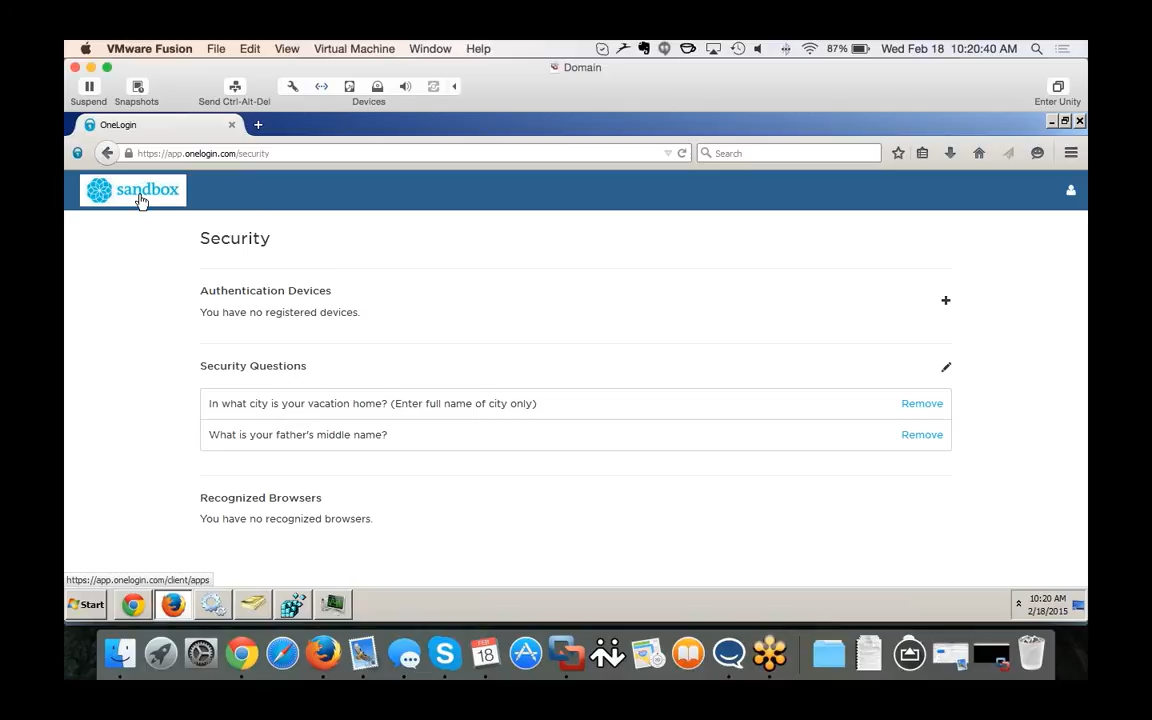 VMware Fusion File Edit View Virtual Machine Window Help 87% Wed Feb 18 10:20:40 AM
Domain
Suspend Snapshots Send Ctrl-Alt-Del Devices Enter Unity
OneLogin
https://app.onelogin.com/security Search
sandbox
Security
Authentication Devices
You have no registered devices.
Security Questions
In what city is your vacation home? (Enter full name of city only) Remove
What is your father's middle name? Remove
Recognized Browsers
You have no recognized browsers.
https://app.onelogin.com/client/apps
Start 10:20 AM
2/18/2015
FEB
18